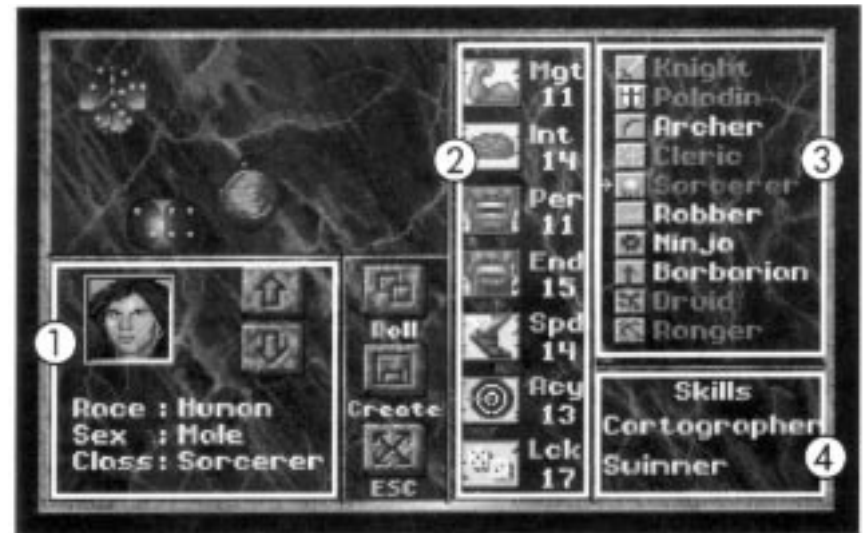 1
Race : Human
Sex : Male
Class : Sorcerer
Roll
Create
ESC
2
Mgt
11
Int
14
Per
11
End
15
Spd
14
Acy
13
Lck
17
3
Knight
Paladin
Archer
Cleric
Sorcerer
Robber
Ninja
Barbarian
Druid
Ranger
Skills
Cartographer
Swimmer
4